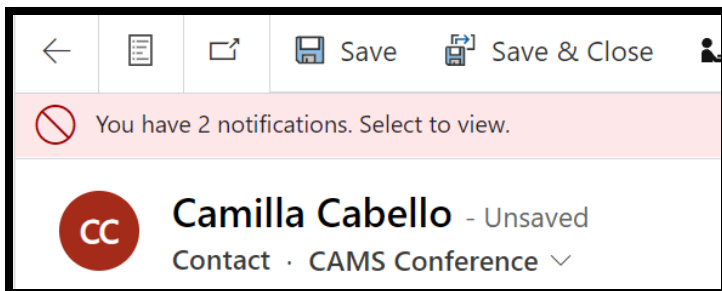 Save Save & Close
You have 2 notifications. Select to view.
CC
Camilla Cabello - Unsaved
Contact · CAMS Conference